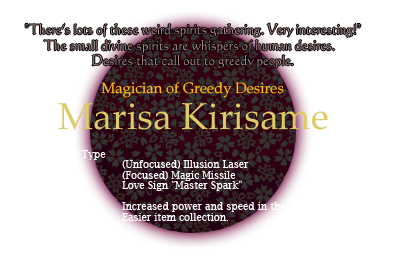 "There's lots of these weird spirits gathering. Very interesting!"
The small divine spirits are whispers of human desires.
Desires that call out to greedy people.
Magician of Greedy Desires
Marisa Kirisame
Type
(Unfocused) Illusion Laser
(Focused) Magic Missile
Love Sign "Master Spark"
Increased power and speed in
Easier item collection.